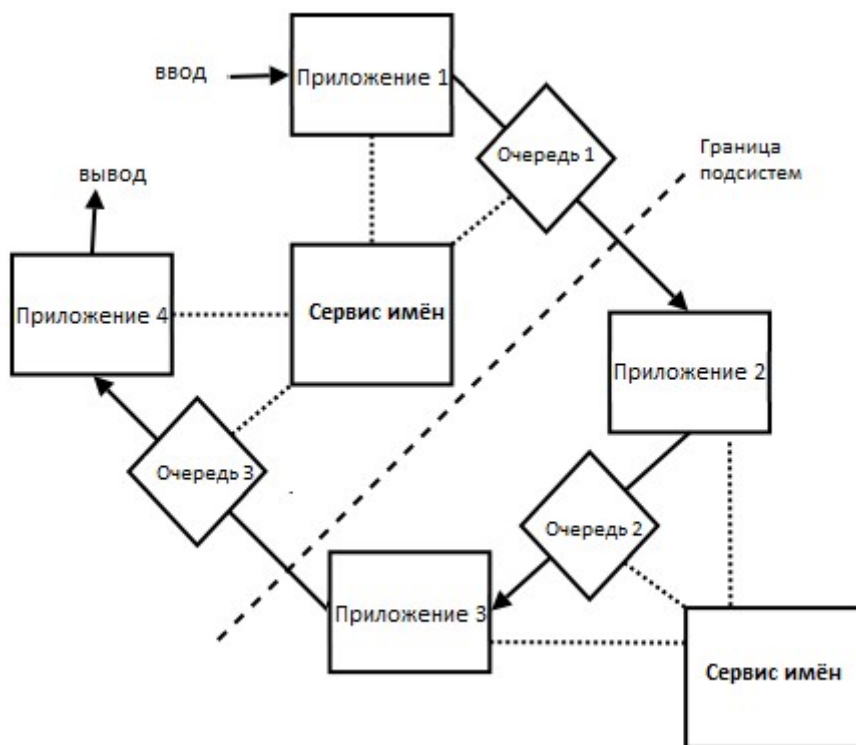 ввод
Приложение 1
Очередь 1
Граница
подсистем
вывод
Приложение 4
Сервис имён
Приложение 2
Очередь 3
Очередь 2
Приложение 3
Сервис имён